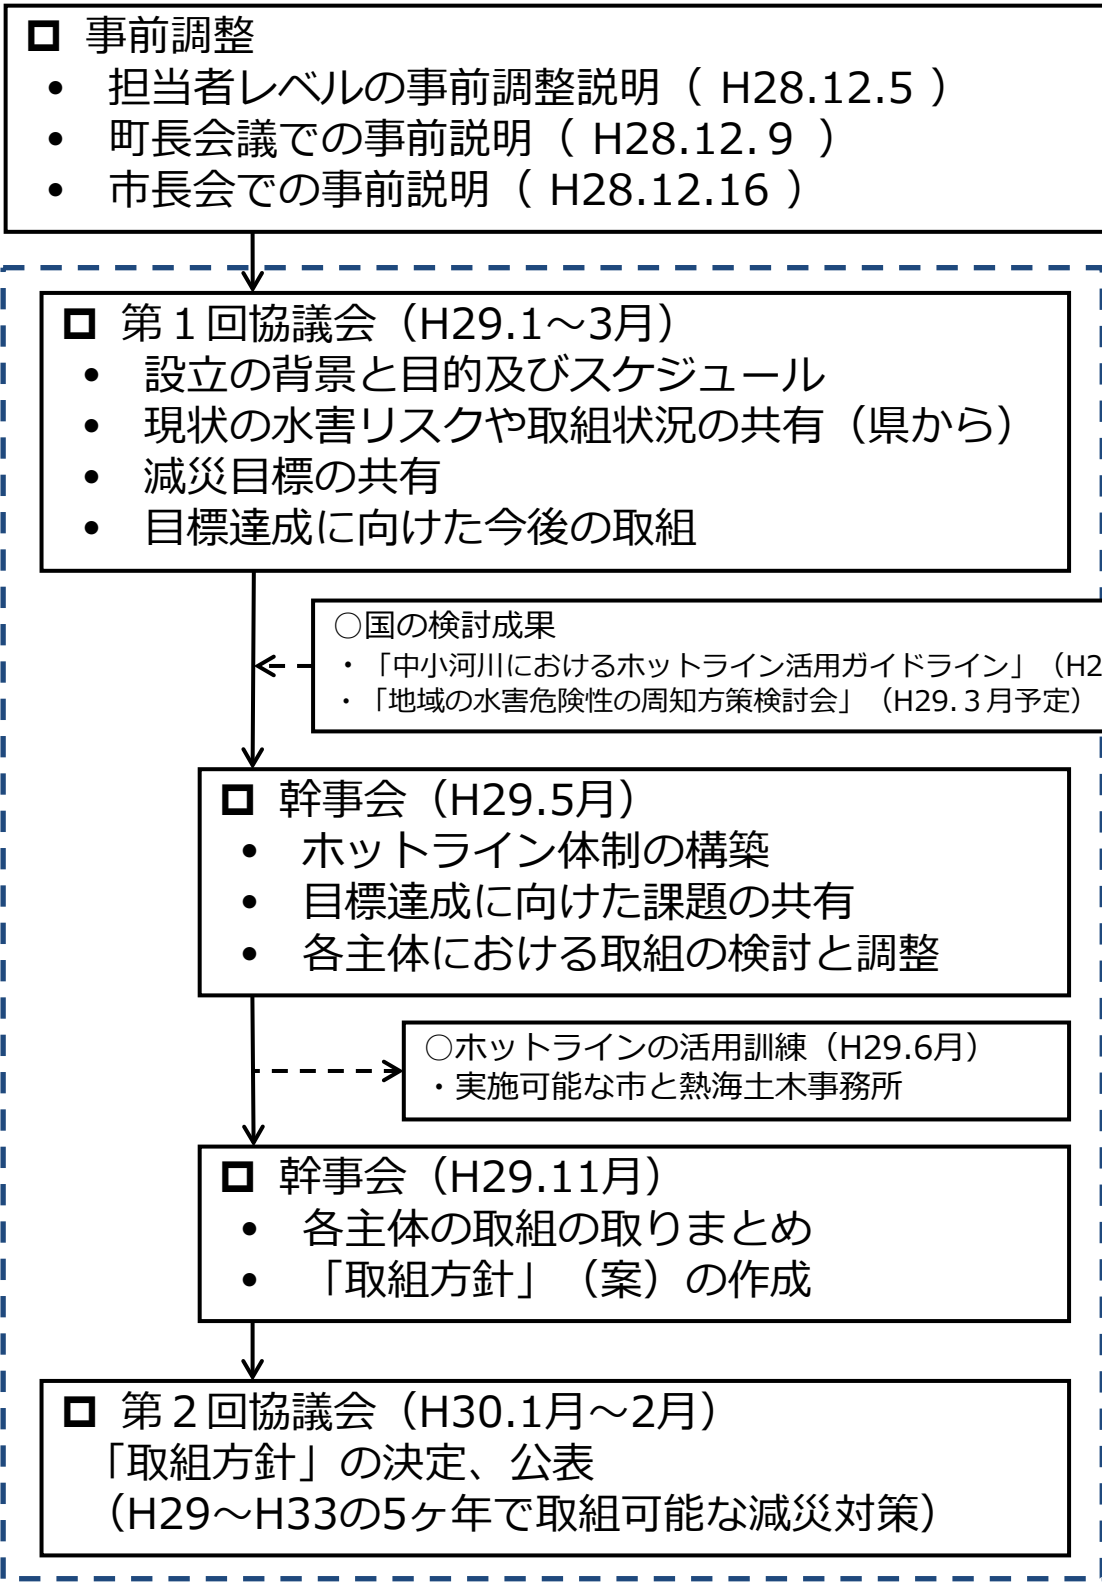 事前調整
• 担当者レベルの事前調整説明（ H28.12.5 ）
• 町長会議での事前説明（ H28.12.９ ）
• 市長会での事前説明（ H28.12.16 ）
第１回協議会（H29.1～3月）
• 設立の背景と目的及びスケジュール
• 現状の水害リスクや取組状況の共有（県から）
• 減災目標の共有
• 目標達成に向けた今後の取組
○国の検討成果
・「中小河川におけるホットライン活用ガイドライン」（H2
・「地域の水害危険性の周知方策検討会」（H29.３月予定）
幹事会（H29.5月）
• ホットライン体制の構築
• 目標達成に向けた課題の共有
• 各主体における取組の検討と調整
○ホットラインの活用訓練（H29.6月）
・実施可能な市と熱海土木事務所
幹事会（H29.11月）
• 各主体の取組の取りまとめ
• 「取組方針」（案）の作成
第２回協議会（H30.1月～2月）
「取組方針」の決定、公表
（H29～H33の5ヶ年で取組可能な減災対策）